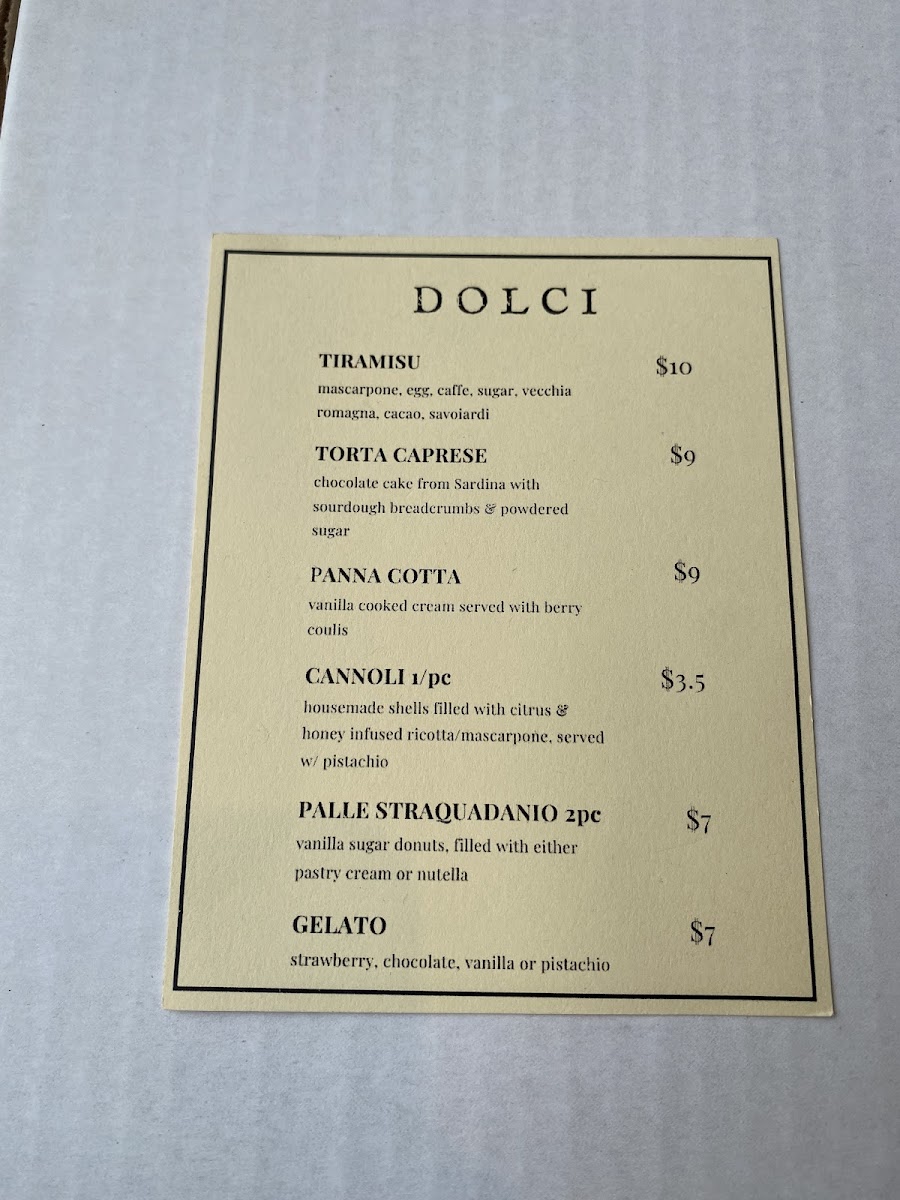 DOLCI
TIRAMISU $10
mascarpone, egg, caffe, sugar, vecchia
romagna, cacao, savoiardi
TORTA CAPRESE $9
chocolate cake from Sardina with
sourdough breadcrumbs & powdered
sugar
PANNA COTTA $9
vanilla cooked cream served with berry
coulis
CANNOLI 1/pc $3.5
housemade shells filled with citrus &
honey infused ricotta/mascarpone, served
w/ pistachio
PALLE STRAQUADANIO 2pc $7
vanilla sugar donuts, filled with either
pastry cream or nutella
GELATO $7
strawberry, chocolate, vanilla or pistachio